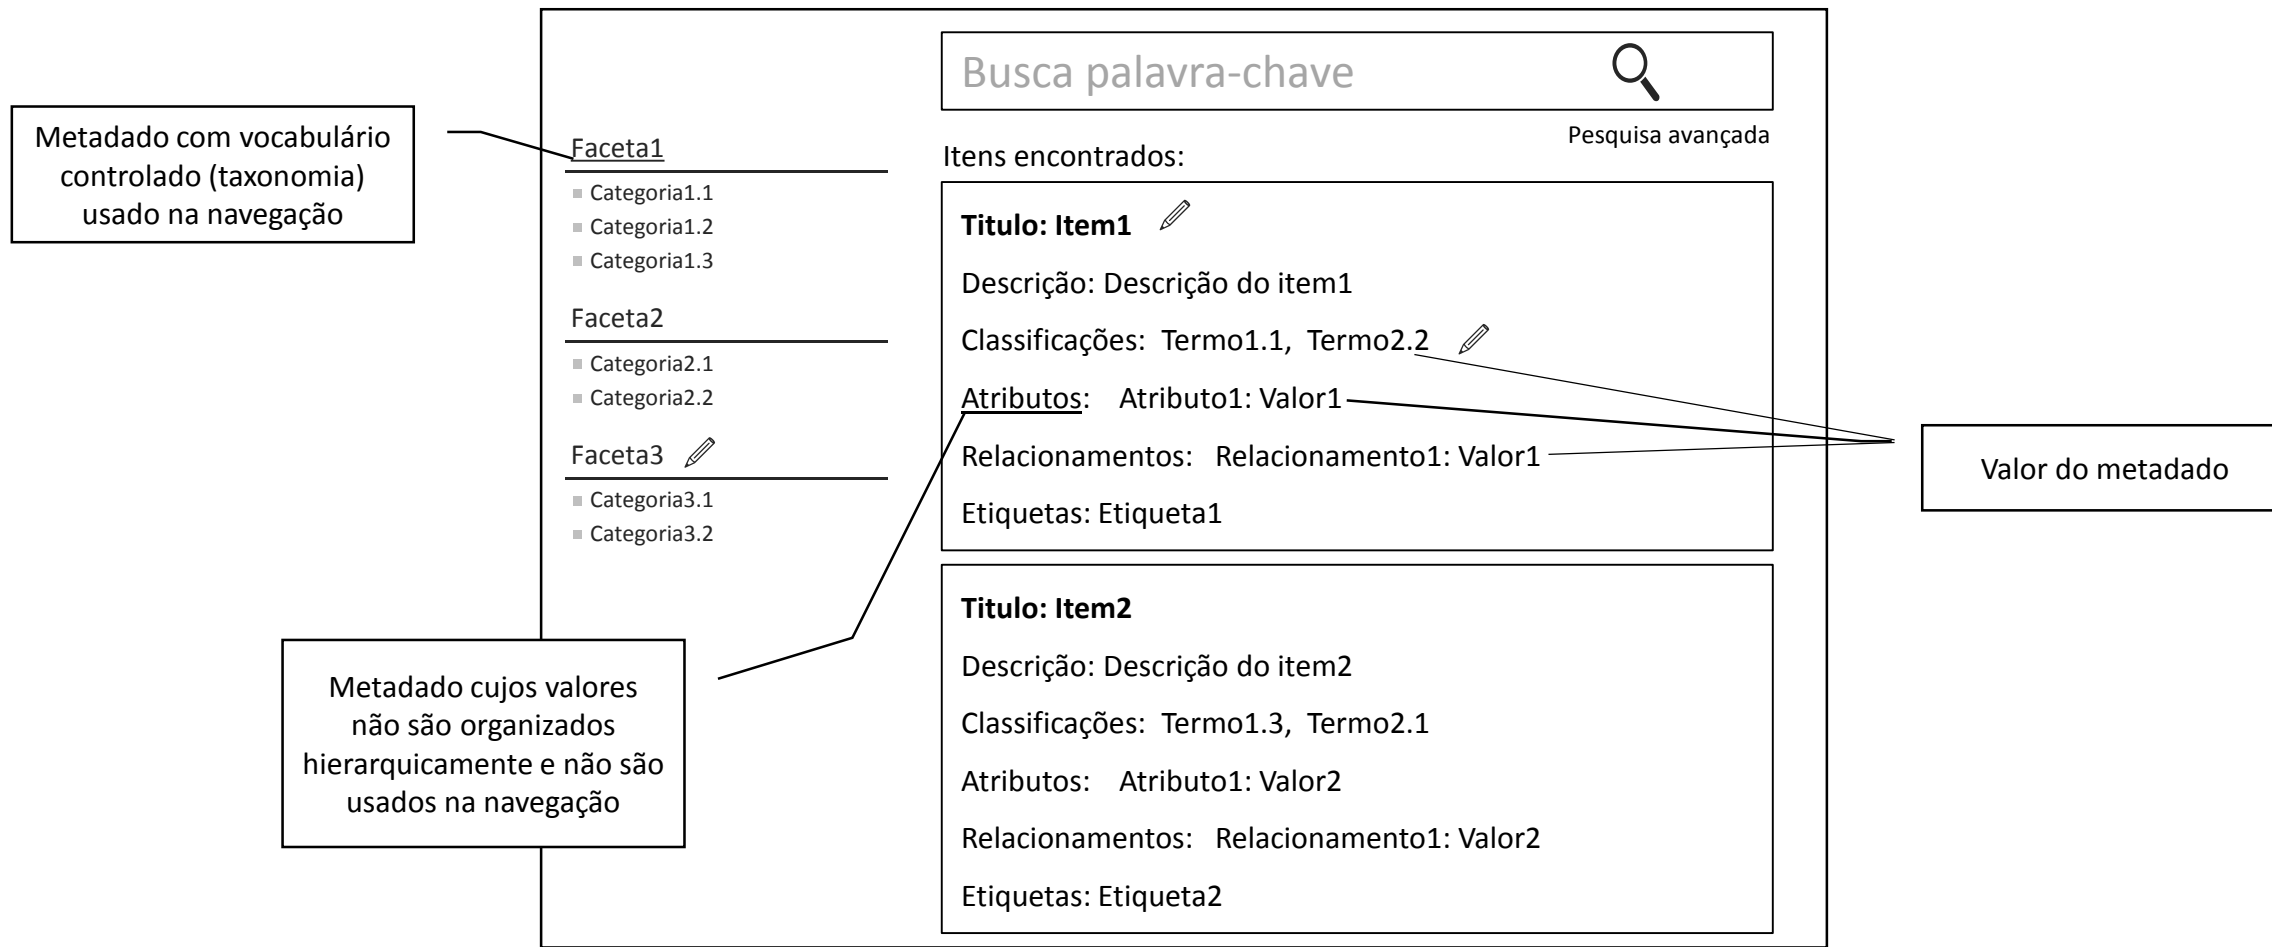 Busca palavra-chave
Pesquisa avançada
Metadado com vocabulário
controlado (taxonomia)
usado na navegação
Faceta1
Categoria1.1
Categoria1.2
Categoria1.3
Faceta2
Categoria2.1
Categoria2.2
Faceta3
Categoria3.1
Categoria3.2
Itens encontrados:
Titulo: Item1
Descrição: Descrição do item1
Classificações: Termo1.1, Termo2.2
Atributos: Atributo1: Valor1
Relacionamentos: Relacionamento1: Valor1
Etiquetas: Etiqueta1
Valor do metadado
Metadado cujos valores
não são organizados
hierarquicamente e não são
usados na navegação
Titulo: Item2
Descrição: Descrição do item2
Classificações: Termo1.3, Termo2.1
Atributos: Atributo1: Valor2
Relacionamentos: Relacionamento1: Valor2
Etiquetas: Etiqueta2